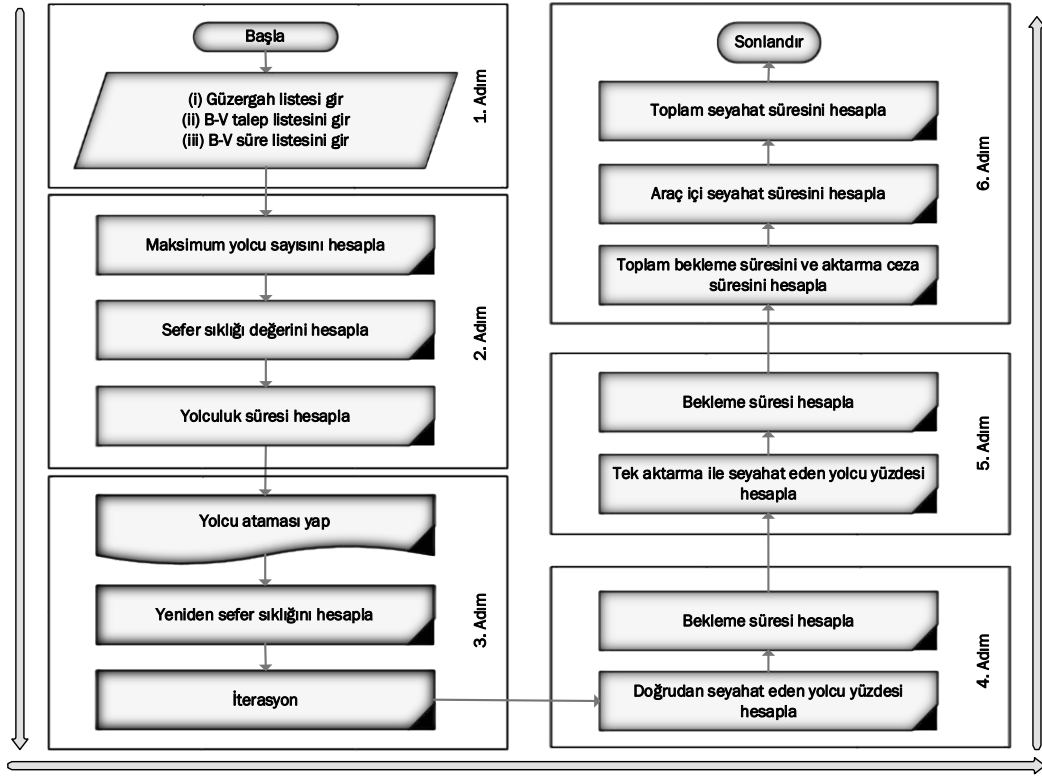 Başla
(i) Güzergah listesi gir
(ii) B-V talep listesini gir
(iii) B-V süre listesini gir
1. Adım
Maksimum yolcu sayısını hesapla
Sefer sıklığı değerini hesapla
Yolculuk süresi hesapla
2. Adım
Yolcu ataması yap
Yeniden sefer sıklığını hesapla
İterasyon
3. Adım
Doğrudan seyahat eden yolcu yüzdesi
hesapla
Bekleme süresi hesapla
4. Adım
Tek aktarma ile seyahat eden yolcu yüzdesi
hesapla
Bekleme süresi hesapla
5. Adım
Toplam bekleme süresini ve aktarma ceza
süresini hesapla
Araç içi seyahat süresini hesapla
Toplam seyahat süresini hesapla
Sonlandır
6. Adım